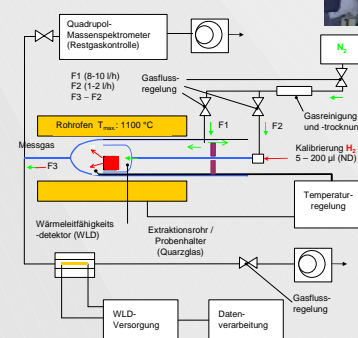 Quadrupol-
Massenspektrometer
(Restgaskontrolle)
N₂
F1 (8-10 l/h)
F2 (1-2 l/h)
F3 – F2
Gasfluss-
regelung
Gasreinigung
und -trocknung
Rohrofen Tmax.: 1100 °C
F1
F2
Messgas
F3
Kalibrierung H₂
5 – 200 µl (ND)
Temperatur-
regelung
Wärmeleitfähigkeits
-detektor (WLD)
Extraktionsrohr /
Probenhalter
(Quarzglas)
Gasfluss-
regelung
WLD-
Versorgung
Daten-
verarbeitung